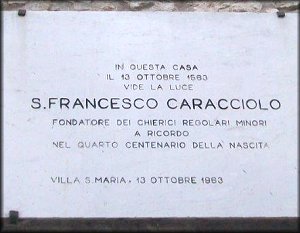 IN QUESTA CASA
IL 13 OTTOBRE 1563
VIDE LA LUCE
S. FRANCESCO CARACCIOLO
FONDATORE DEI CHIERICI REGOLARI MINORI
A RICORDO
NEL QUARTO CENTENARIO DELLA NASCITA
VILLA S. MARIA, 13 OTTOBRE 1963